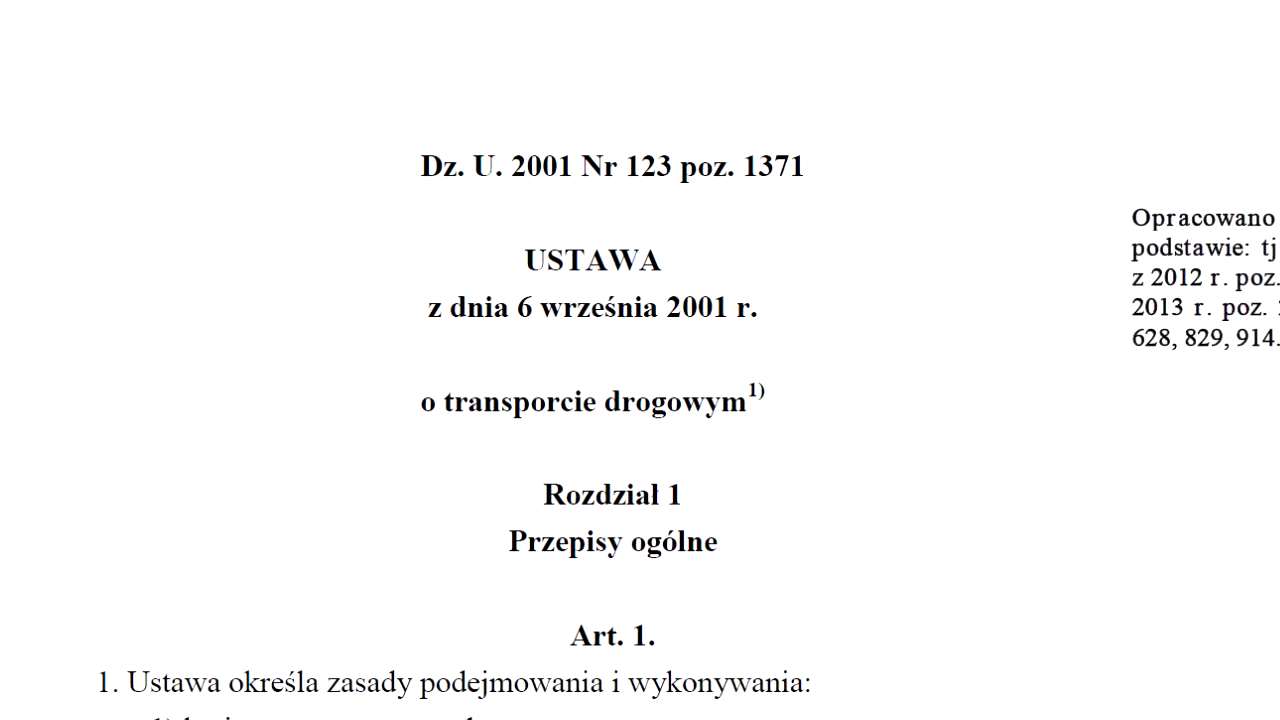 Dz. U. 2001 Nr 123 poz. 1371
Opracowano
podstawie: tj
z 2012 r. poz.
2013 r. poz.
628, 829, 914.
USTAWA
z dnia 6 września 2001 r.
o transporcie drogowym1)
Rozdział 1
Przepisy ogólne
Art. 1.
1. Ustawa określa zasady podejmowania i wykonywania: